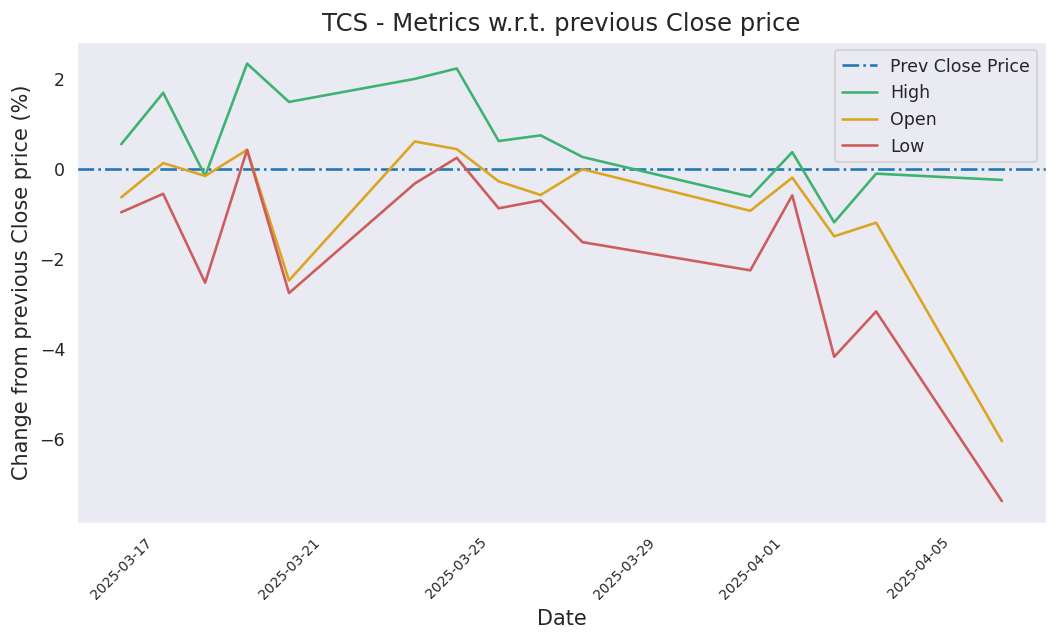 TCS - Metrics w.r.t. previous Close price
Change from previous Close price (%)
2
0
−2
−4
−6
Prev Close Price
High
Open
Low
2025-03-17
2025-03-21
2025-03-25
2025-03-29
2025-04-01
2025-04-05
Date